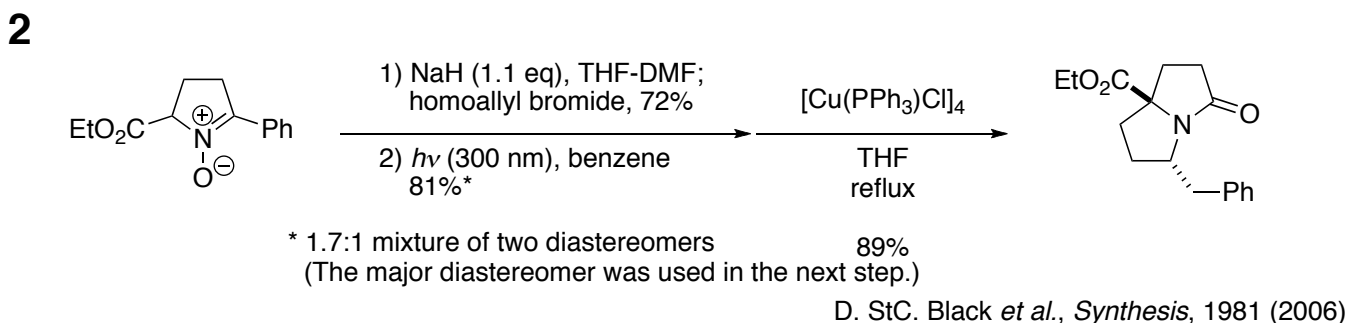 2
1) NaH (1.1 eq), THF-DMF;
homoallyl bromide, 72%
2) hν (300 nm), benzene
81%*
[Cu(PPh3)Cl]4
THF
reflux
89%
EtO2C
N
+
O
−
Ph
EtO2C
N
O
Ph
* 1.7:1 mixture of two diastereomers
(The major diastereomer was used in the next step.)
D. StC. Black et al., Synthesis, 1981 (2006)